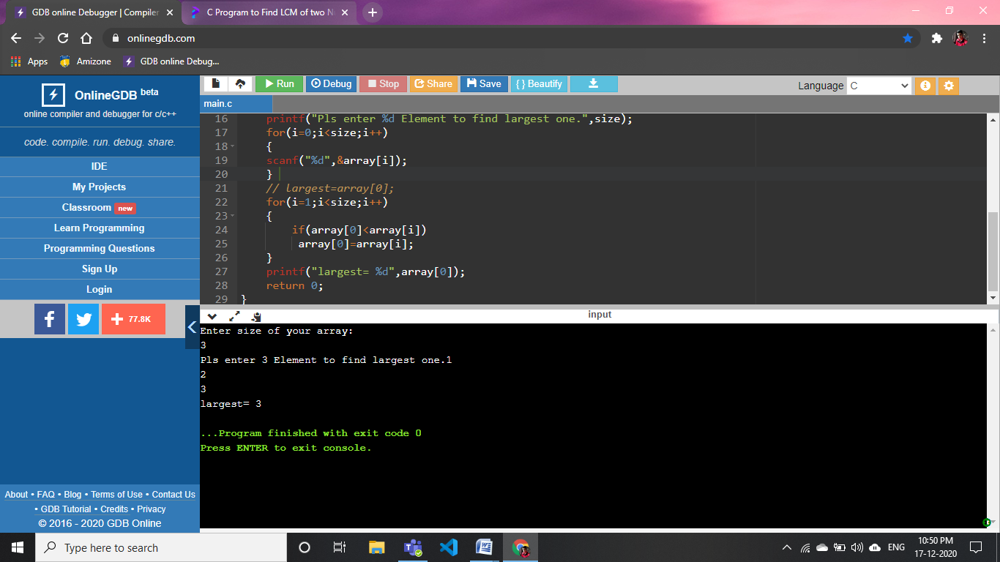 GDB online Debugger | Compiler
C Program to Find LCM of two N
onlinegdb.com
Apps
Amizone
GDB online Debug...
OnlineGDB beta
online compiler and debugger for c/c++
code. compile. run. debug. share.
IDE
My Projects
Classroom new
Learn Programming
Programming Questions
Sign Up
Login
f
77.8K
About • FAQ • Blog • Terms of Use • Contact Us
• GDB Tutorial • Credits • Privacy
© 2016 - 2020 GDB Online
Run Debug Stop Share Save { } Beautify
Language C
main.c
16 printf("Pls enter %d Element to find largest one.",size);
17 for(i=0;i<size;i++)
18 {
19 scanf("%d",&array[i]);
20 }
21 // largest=array[0];
22 for(i=1;i<size;i++)
23 {
24 if(array[0]<array[i])
25 array[0]=array[i];
26 }
27 printf("largest= %d",array[0]);
28 return 0;
29 }
input
Enter size of your array:
3
Pls enter 3 Element to find largest one.1
2
3
largest= 3
...Program finished with exit code 0
Press ENTER to exit console.
Type here to search
ENG
10:50 PM
17-12-2020